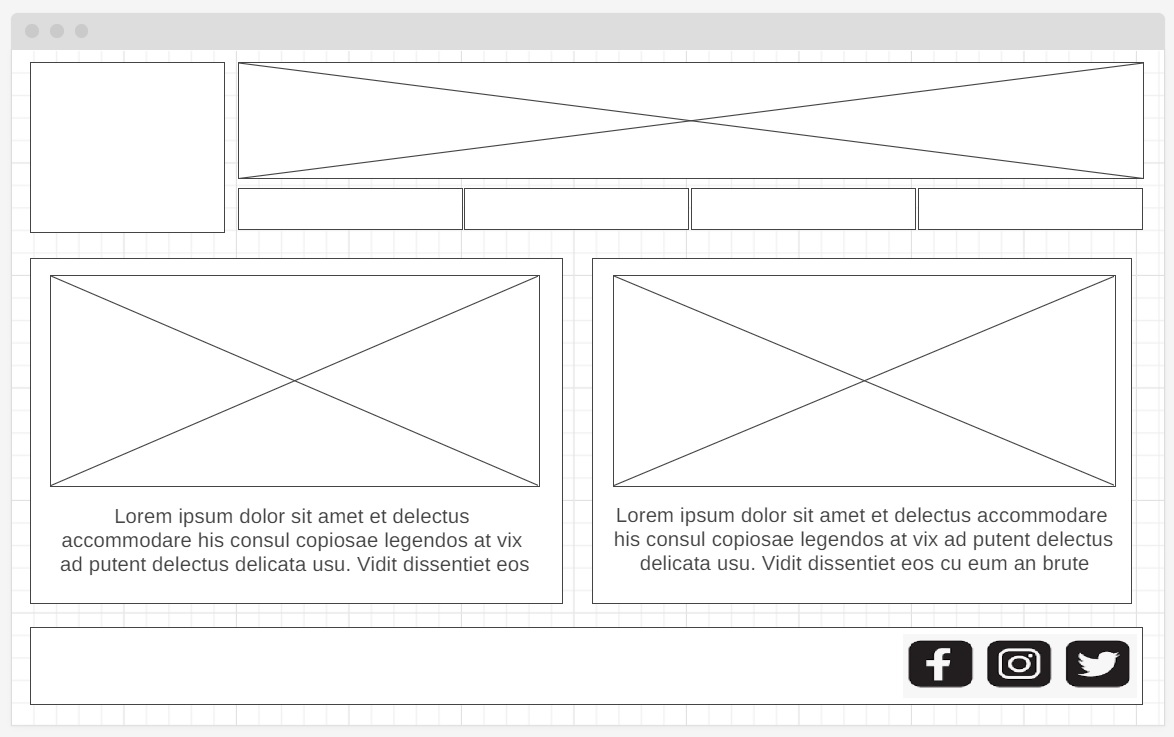 Lorem ipsum dolor sit amet et delectus
accommodare his consul copiosae legendos at vix
ad putent delectus delicata usu. Vidit dissentiet eos
Lorem ipsum dolor sit amet et delectus accommodare
his consul copiosae legendos at vix ad putent delectus
delicata usu. Vidit dissentiet eos cu eum an brute